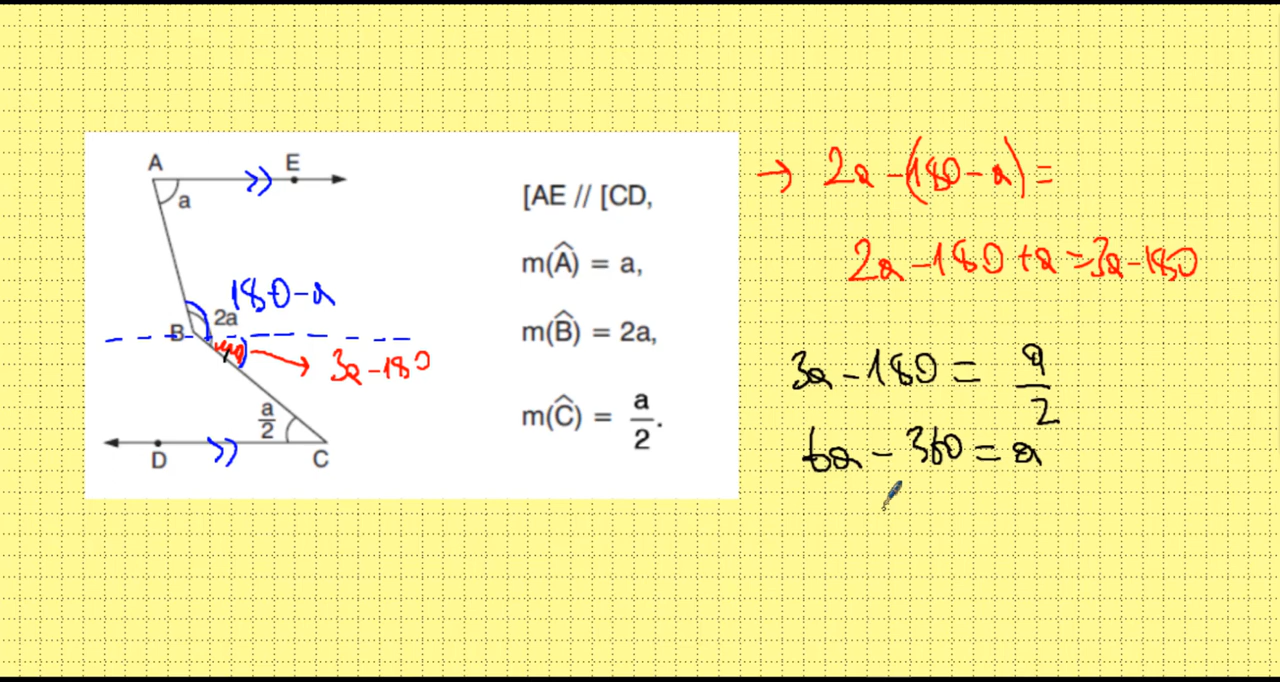 A E
a
180-a
2a
B
3a-180
a/2
D C
[AE // [CD,
m(Â) = a,
m(B̂) = 2a,
m(Ĉ) = a/2.
→ 2a-(180-a)=
2a-180+a=3a-180
3a-180=a/2
6a-360=a